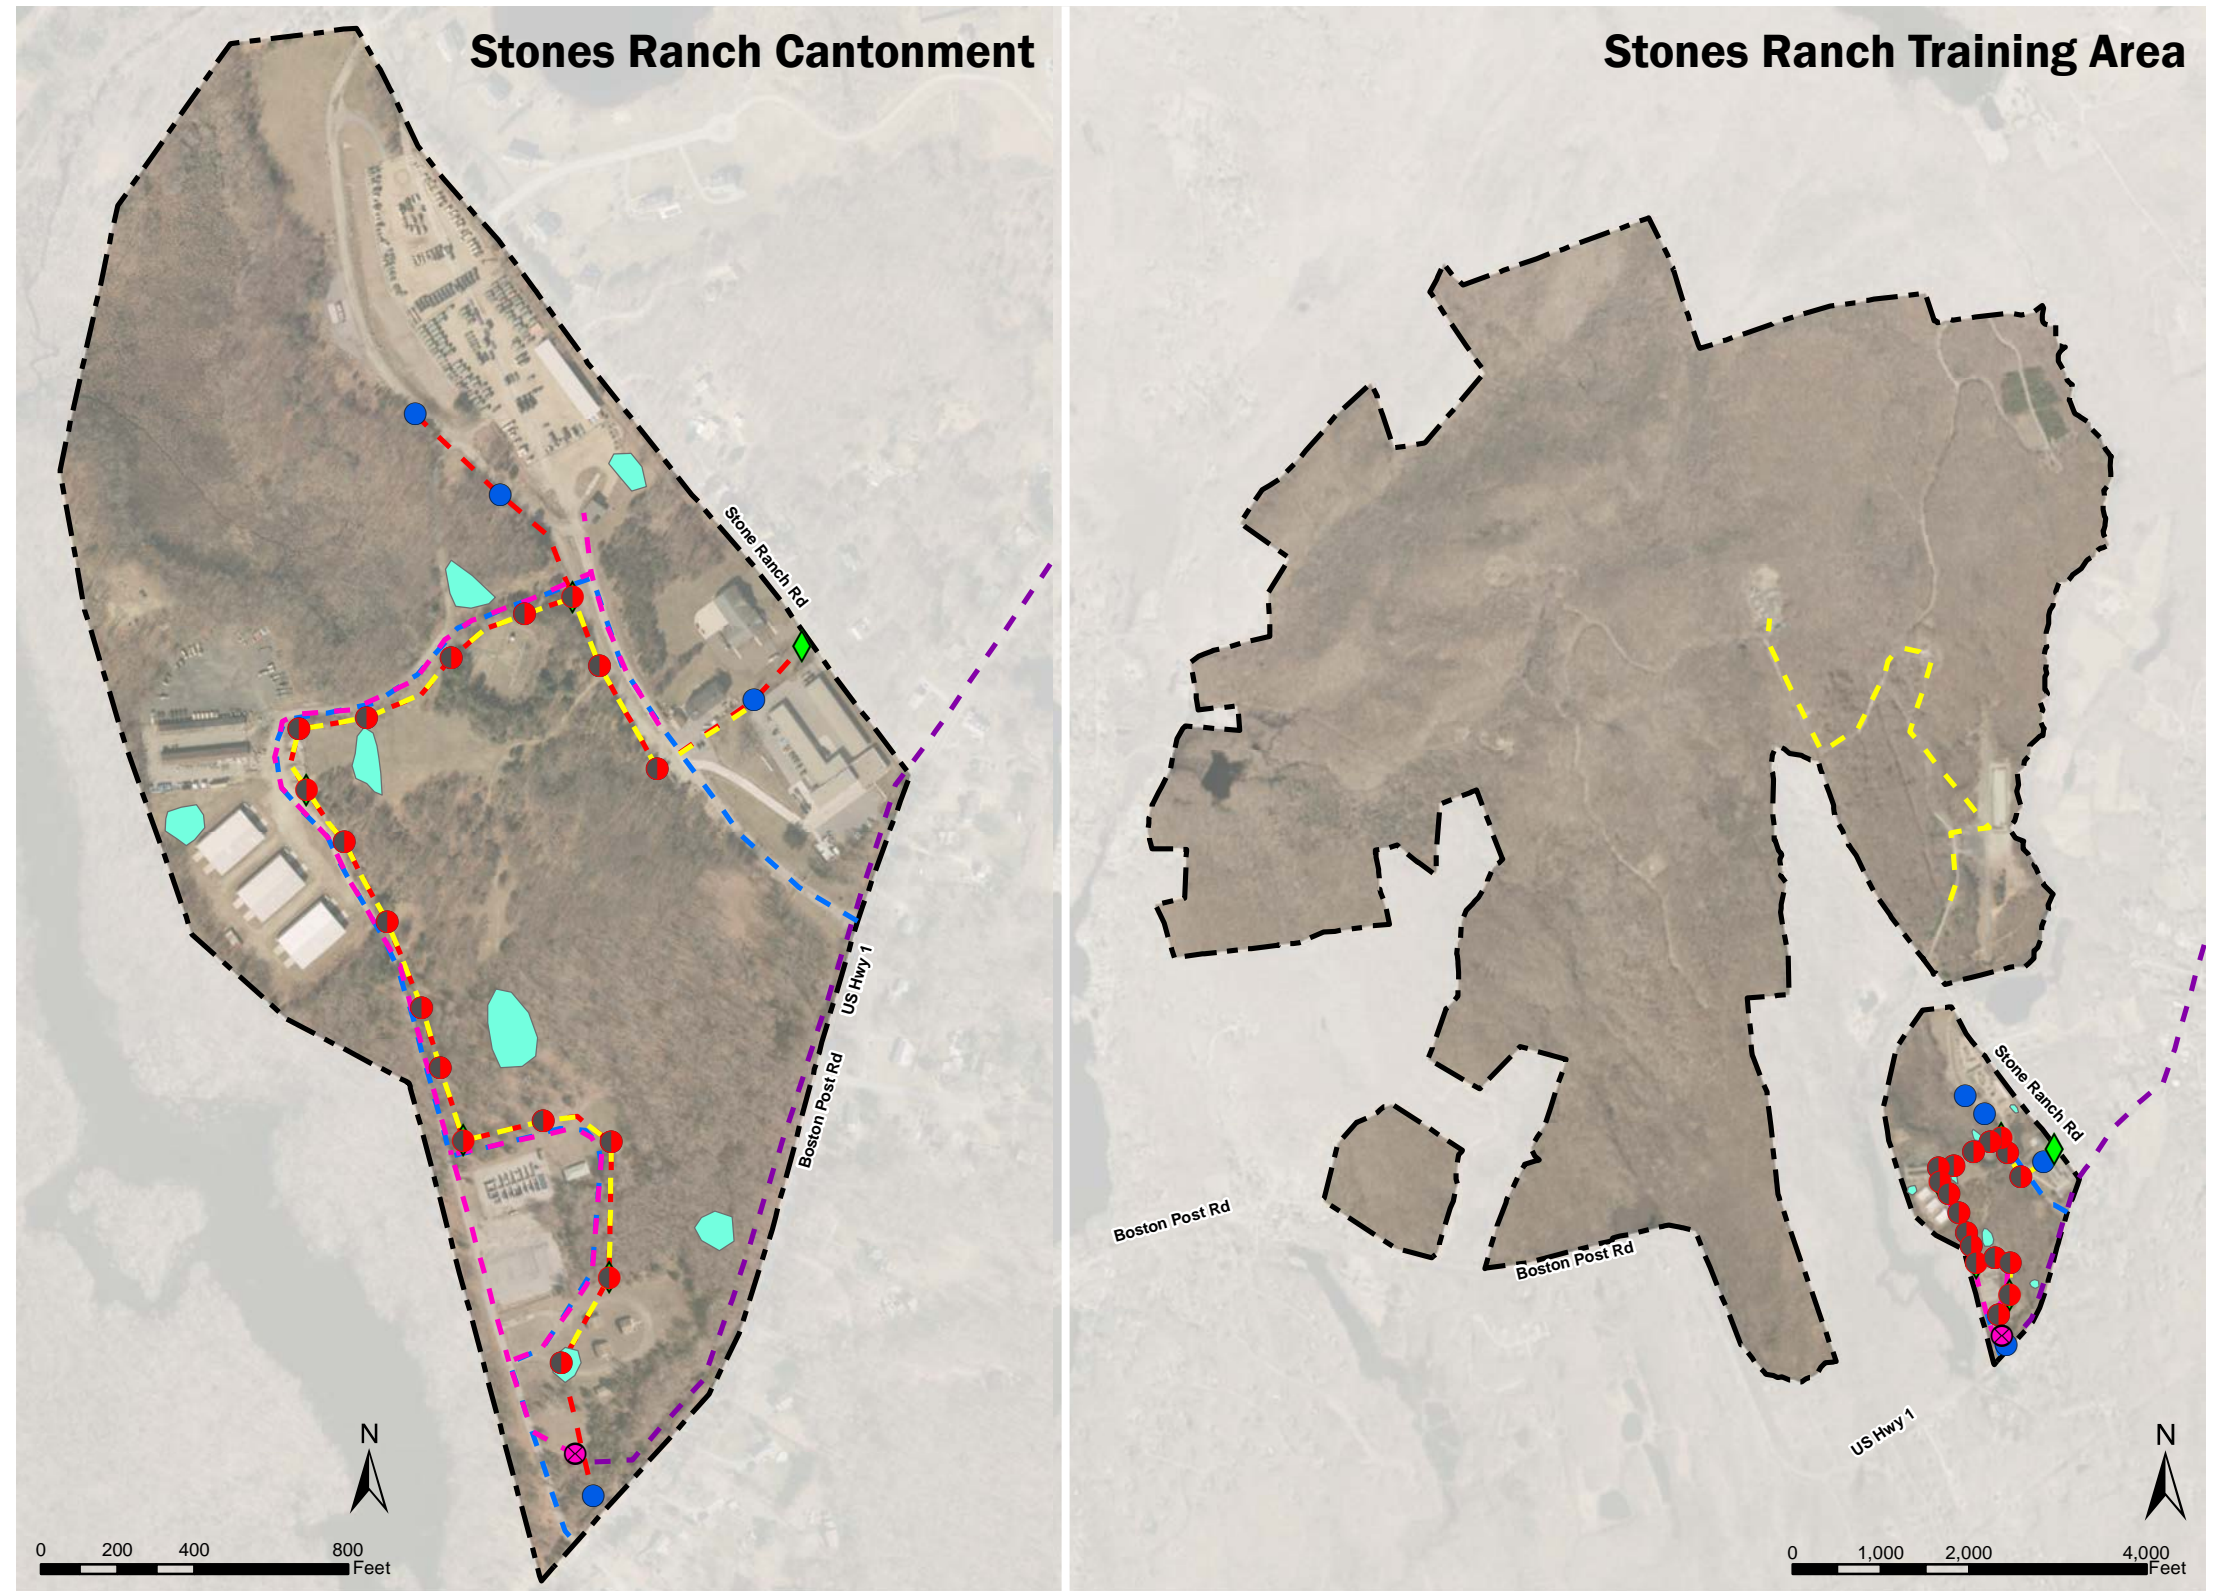 Stones Ranch Cantonment
Stone Ranch Rd
US Hwy 1
Boston Post Rd
N
0 200 400 800
Feet
Stones Ranch Training Area
Stone Ranch Rd
Boston Post Rd
Boston Post Rd
US Hwy 1
N
0 1,000 2,000 4,000
Feet